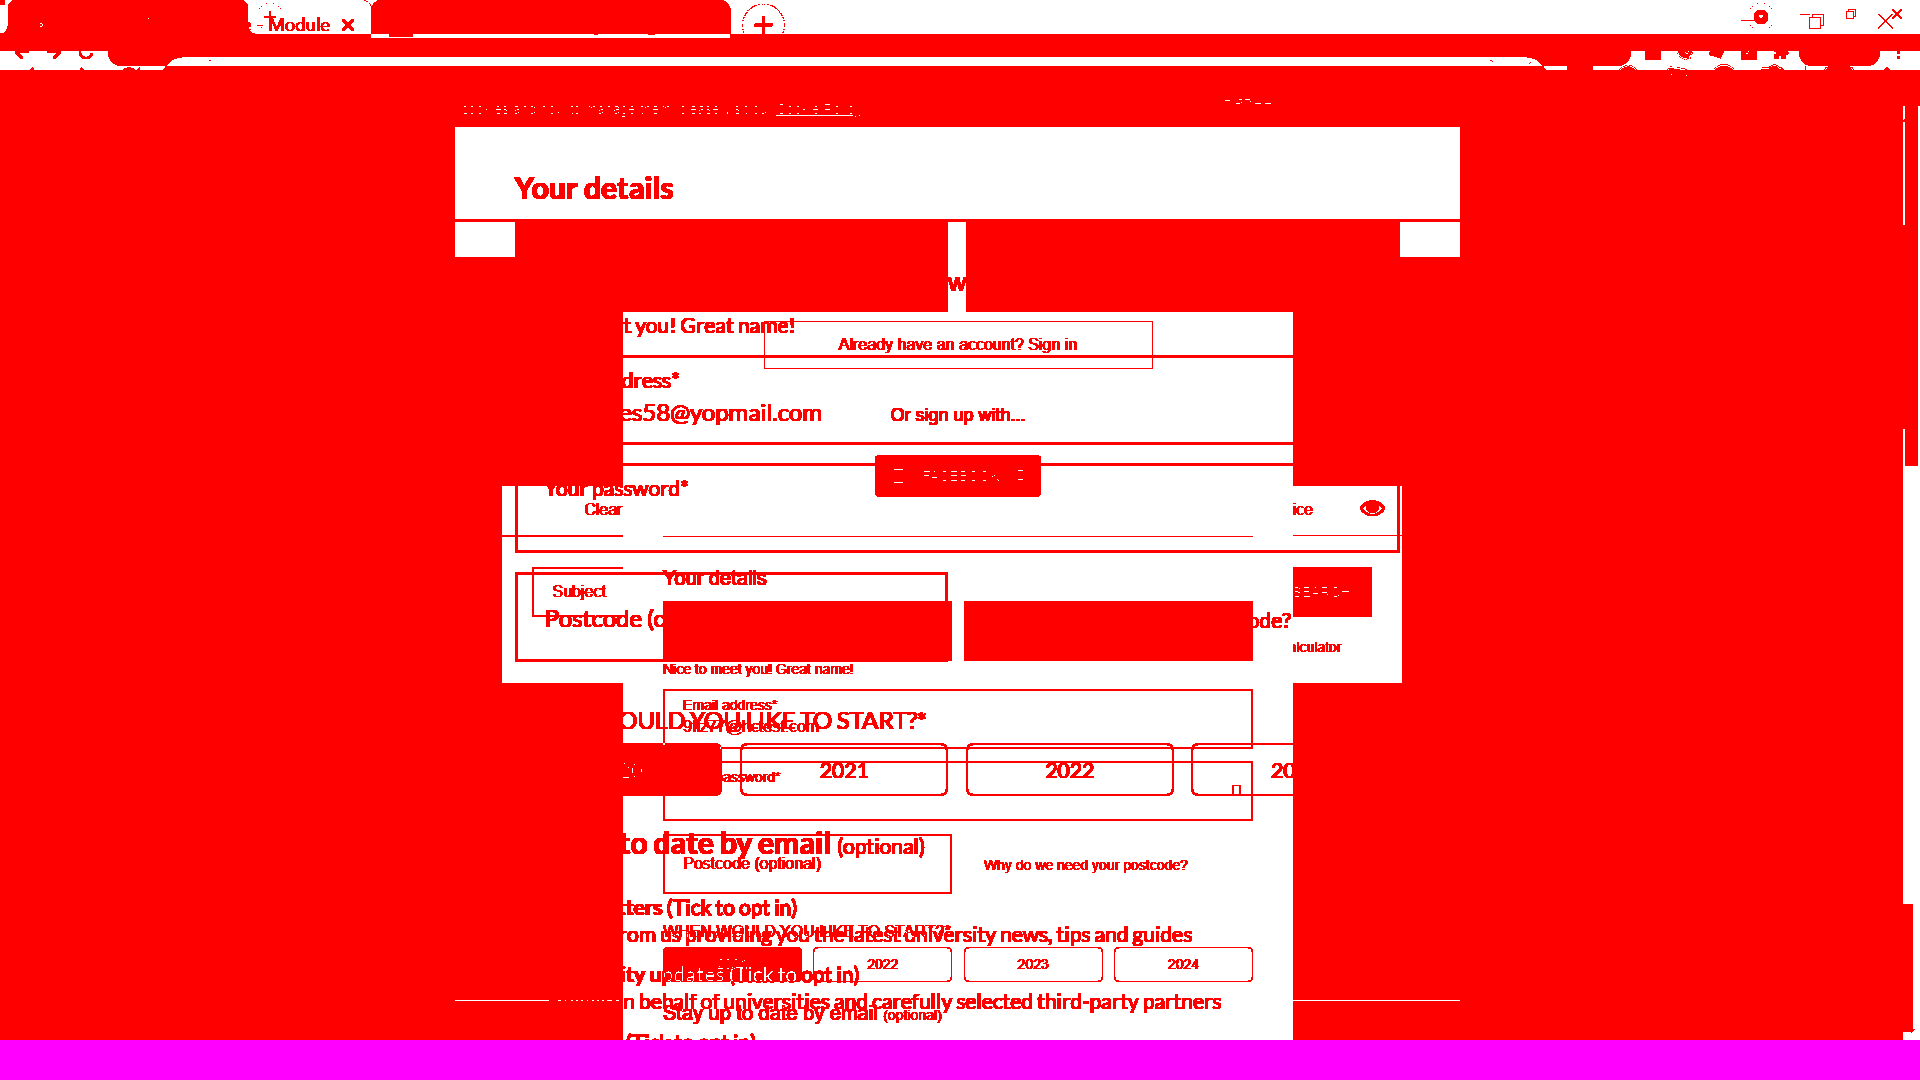 - Module
Your details
w
t you! Great name!
Already have an account? Sign in
dress*
es58@yopmail.com
Or sign up with...
FACEBOOK
Your password*
Clear
ice
Your details
Subject
SEARCH
Postcode (o
ode?
alculator
Nice to meet you! Great name!
Email address*
OULD YOU LIKE TO START?*
2021
2022
20
assword*
to date by email (optional)
Postcode (optional)
Why do we need your postcode?
tters (Tick to opt in)
WHEN WOULD YOU LIKE TO START?*
rom us providing you the latest University news, tips and guides
2022
2023
2024
ity updates (Tick to opt in)
n behalf of universities and carefully selected third-party partners
Stay up to date by email (optional)
(Tick to opt in)